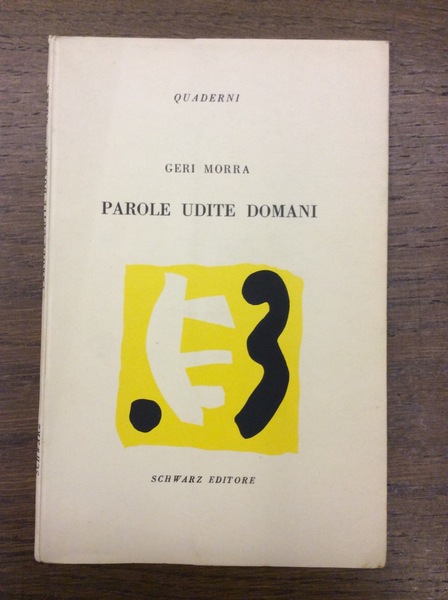 QUADERNI
GERI MORRA
PAROLE UDITE DOMANI
SCHWARZ EDITORE